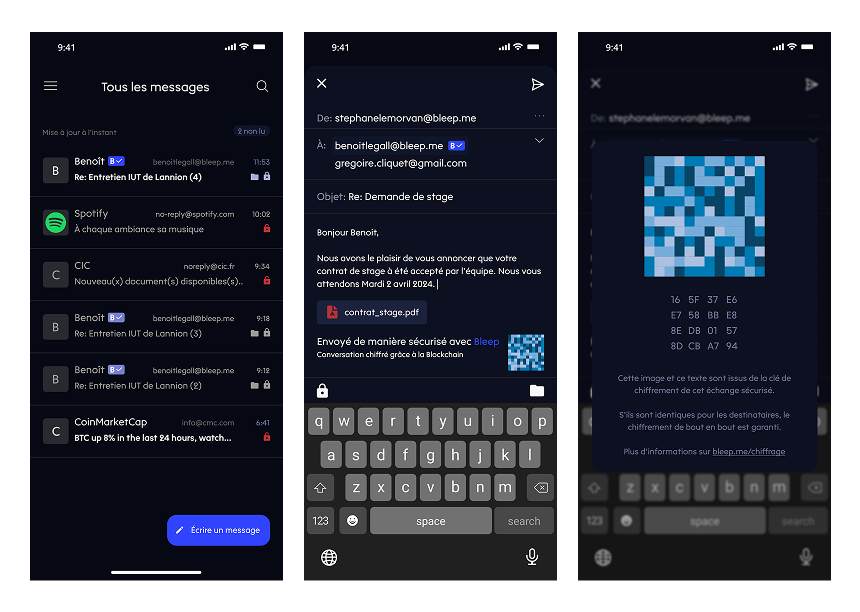 9:41
Tous les messages
Mise à jour à l'instant
2 non lu
B
Benoît B
benoitlegall@bleep.me
11:53
Re: Entretien IUT de Lannion (4)
Spotify
no-reply@spotify.com
10:02
À chaque ambiance sa musique
C
CIC
noreply@cic.fr
9:34
Nouveau(x) document(s) disponibles(s)..
B
Benoît B
benoitlegall@bleep.me
9:18
Re: Entretien IUT de Lannion (3)
B
Benoît B
benoitlegall@bleep.me
9:12
Re: Entretien IUT de Lannion (2)
C
CoinMarketCap
info@cmc.com
6:41
BTC up 8% in the last 24 hours, watch...
Écrire un message
9:41
De: stephanelemorvan@bleep.me
À: benoitlegall@bleep.me B
gregoire.cliquet@gmail.com
Objet: Re: Demande de stage
Bonjour Benoit,
Nous avons le plaisir de vous annoncer que votre
contrat de stage à été accepté par l'équipe. Nous vous
attendons Mardi 2 avril 2024.
contrat_stage.pdf
Envoyé de manière sécurisé avec Bleep
Conversation chiffré grâce à la Blockchain
q w e r t y u i o p
a s d f g h j k l
z x c v b n m
123 space search
9:41
De: stephanelemorvan@bleep.me
16 5F 37 E6
E7 58 BB E8
8E DB 01 57
8D CB A7 94
Cette image et ce texte sont issus de la clé de
chiffrement de cet échange sécurisé.
S'ils sont identiques pour les destinataires, le
chiffrement de bout en bout est garanti.
Plus d'informations sur bleep.me/chiffrage
z x c v b n m
123 space search